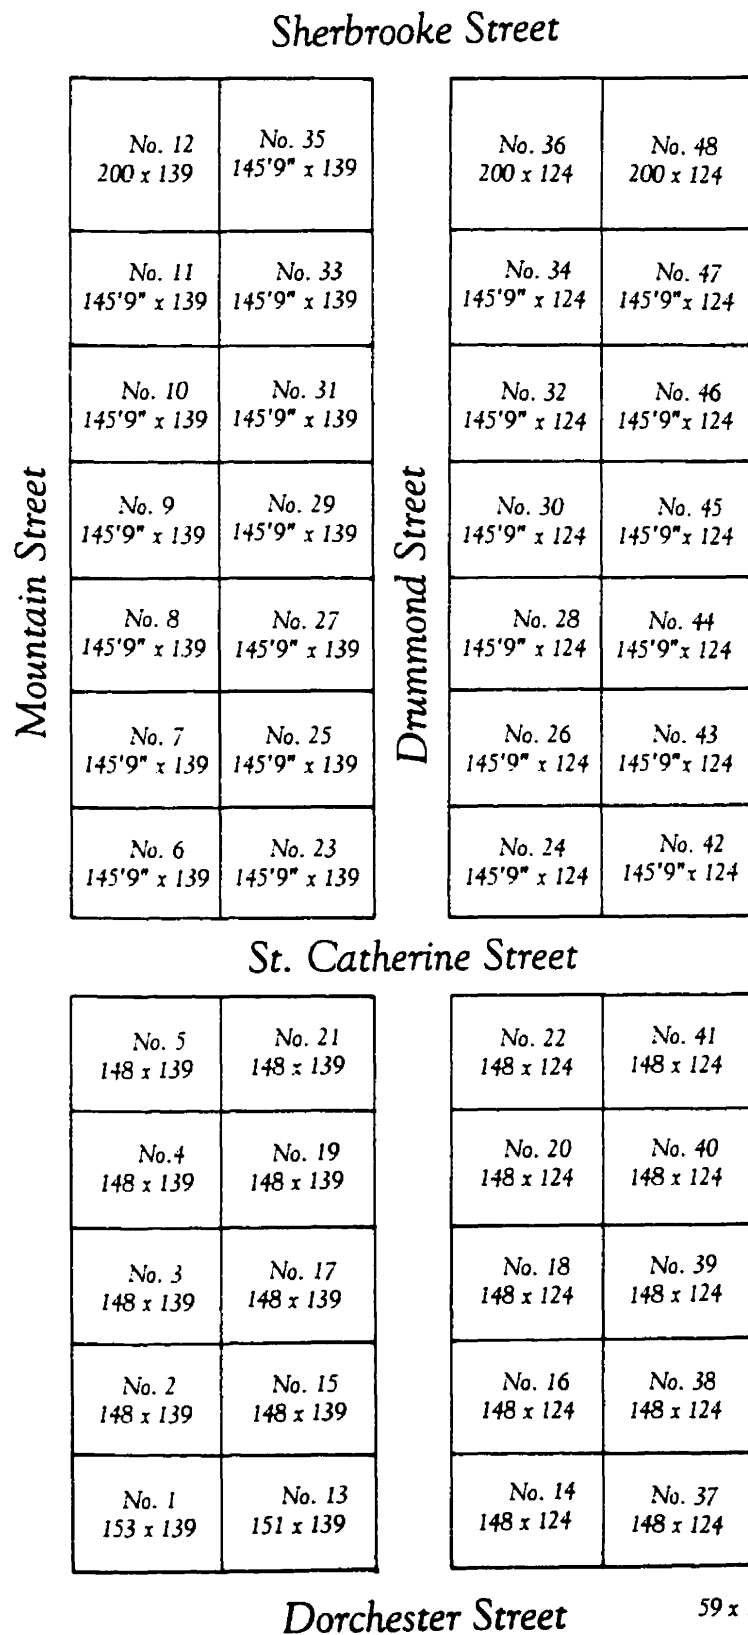 Sherbrooke Street
No. 12
200 x 139
No. 35
145'9" x 139
No. 36
200 x 124
No. 48
200 x 124
No. 11
145'9" x 139
No. 33
145'9" x 139
No. 34
145'9" x 124
No. 47
145'9" x 124
No. 10
145'9" x 139
No. 31
145'9" x 139
No. 32
145'9" x 124
No. 46
145'9" x 124
Mountain Street
No. 9
145'9" x 139
No. 29
145'9" x 139
Drummond Street
No. 30
145'9" x 124
No. 45
145'9" x 124
No. 8
145'9" x 139
No. 27
145'9" x 139
No. 28
145'9" x 124
No. 44
145'9" x 124
No. 7
145'9" x 139
No. 25
145'9" x 139
No. 26
145'9" x 124
No. 43
145'9" x 124
No. 6
145'9" x 139
No. 23
145'9" x 139
No. 24
145'9" x 124
No. 42
145'9" x 124
St. Catherine Street
No. 5
148 x 139
No. 21
148 x 139
No. 22
148 x 124
No. 41
148 x 124
No.4
148 x 139
No. 19
148 x 139
No. 20
148 x 124
No. 40
148 x 124
No. 3
148 x 139
No. 17
148 x 139
No. 18
148 x 124
No. 39
148 x 124
No. 2
148 x 139
No. 15
148 x 139
No. 16
148 x 124
No. 38
148 x 124
No. 1
153 x 139
No. 13
151 x 139
No. 14
148 x 124
No. 37
148 x 124
Dorchester Street
59 x